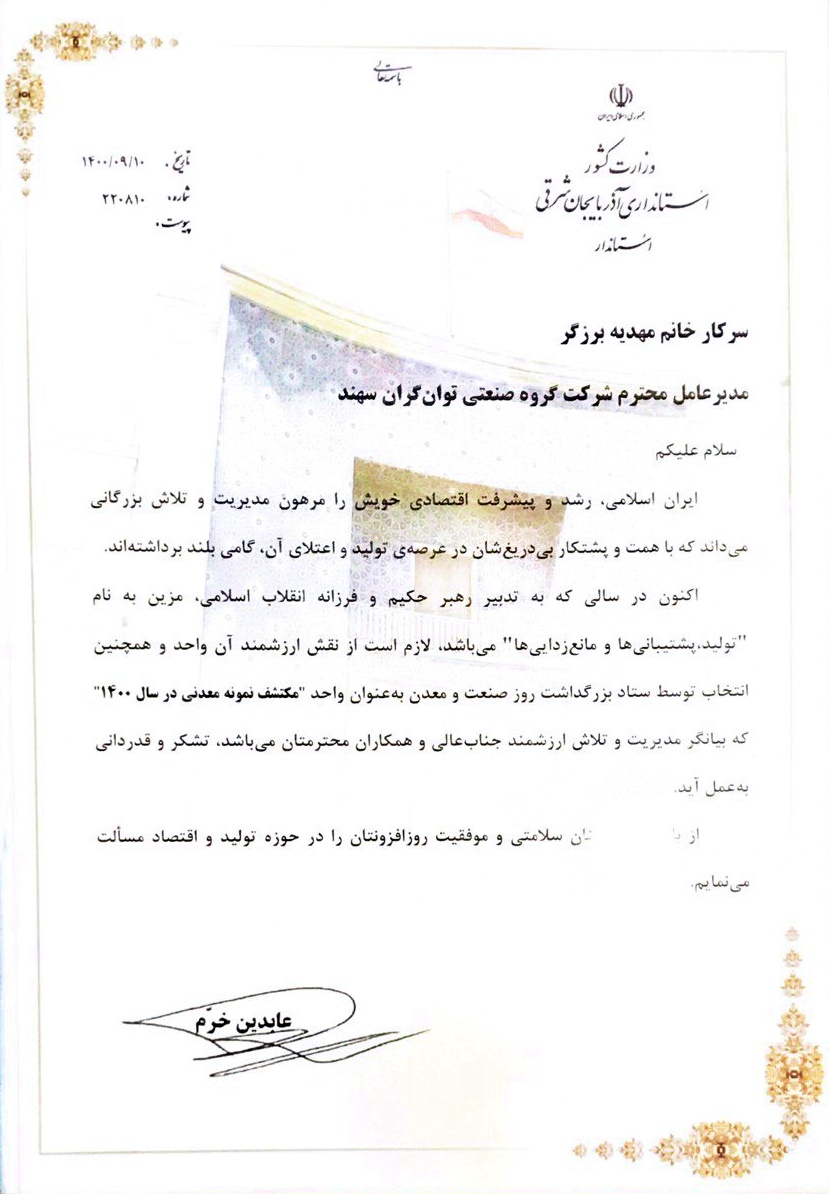 باسمه تعالی
جمهوری اسلامی ایران
وزارت کشور
استانداری آذربایجان شرقی
استاندار
تاریخ: ۱۴۰۰/۰۹/۱۰
شماره: ۲۲۰۸۱۰
پیوست:
سرکار خانم مهدیه برزگر
مدیرعامل محترم شرکت گروه صنعتی توان‌گران سهند
سلام علیکم
ایران اسلامی، رشد و پیشرفت اقتصادی خویش را مرهون مدیریت و تلاش بزرگانی
می‌داند که با همت و پشتکار بی‌دریغ‌شان در عرصه‌ی تولید و اعتلای آن، گامی بلند برداشته‌اند.
اکنون در سالی که به تدبیر رهبر حکیم و فرزانه انقلاب اسلامی، مزین به نام
"تولید،پشتیبانی‌ها و مانع‌زدایی‌ها" می‌باشد، لازم است از نقش ارزشمند آن واحد و همچنین
انتخاب توسط ستاد بزرگداشت روز صنعت و معدن به‌عنوان واحد "مکتشف نمونه معدنی در سال ۱۴۰۰"
که بیانگر مدیریت و تلاش ارزشمند جناب‌عالی و همکاران محترمتان می‌باشد، تشکر و قدردانی
به‌عمل آید.
از سلامتی و موفقیت روزافزونتان را در حوزه تولید و اقتصاد مسألت
می‌نمایم.
عابدین خرّم